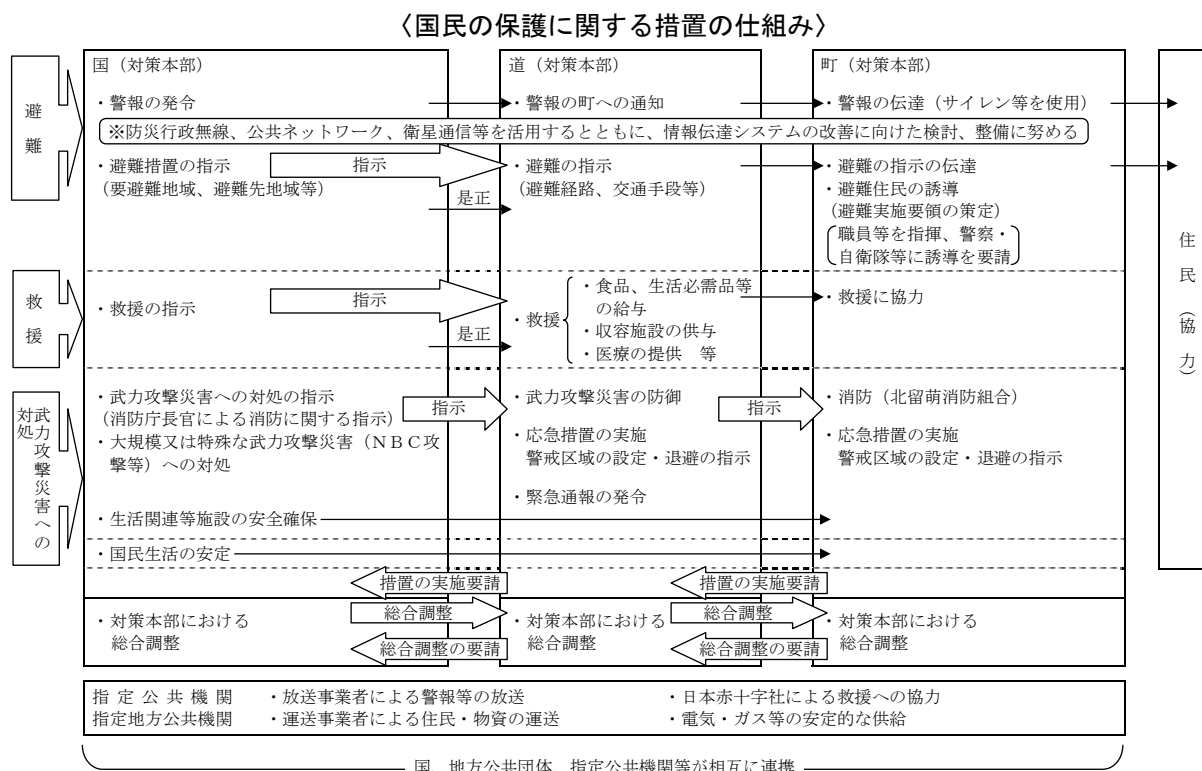 〈国民の保護に関する措置の仕組み〉
避難
国（対策本部）
・警報の発令
道（対策本部）
・警報の町への通知
町（対策本部）
・警報の伝達（サイレン等を使用）
※防災行政無線、公共ネットワーク、衛星通信等を活用するとともに、情報伝達システムの改善に向けた検討、整備に努める
・避難措置の指示
（要避難地域、避難先地域等）
指示
是正
・避難の指示
（避難経路、交通手段等）
・避難の指示の伝達
・避難住民の誘導
（避難実施要領の策定）
職員等を指揮、警察・
自衛隊等に誘導を要請
救援
・救援の指示
指示
是正
・救援
・食品、生活必需品等
の給与
・収容施設の供与
・医療の提供　等
・救援に協力
武力攻撃災害への
対処
・武力攻撃災害への対処の指示
（消防庁長官による消防に関する指示）
・大規模又は特殊な武力攻撃災害（ＮＢＣ攻
撃等）への対処
指示
・武力攻撃災害の防御
・応急措置の実施
警戒区域の設定・退避の指示
・緊急通報の発令
指示
・消防（北留萌消防組合）
・応急措置の実施
警戒区域の設定・退避の指示
・生活関連等施設の安全確保
・国民生活の安定
措置の実施要請
措置の実施要請
・対策本部における
総合調整
総合調整
総合調整の要請
・対策本部における
総合調整
総合調整
総合調整の要請
・対策本部における
総合調整
住民（協力）
指定公共機関
・放送事業者による警報等の放送
・日本赤十字社による救援への協力
指定地方公共機関
・運送事業者による住民・物資の運送
・電気・ガス等の安定的な供給
国、地方公共団体、指定公共機関等が相互に連携